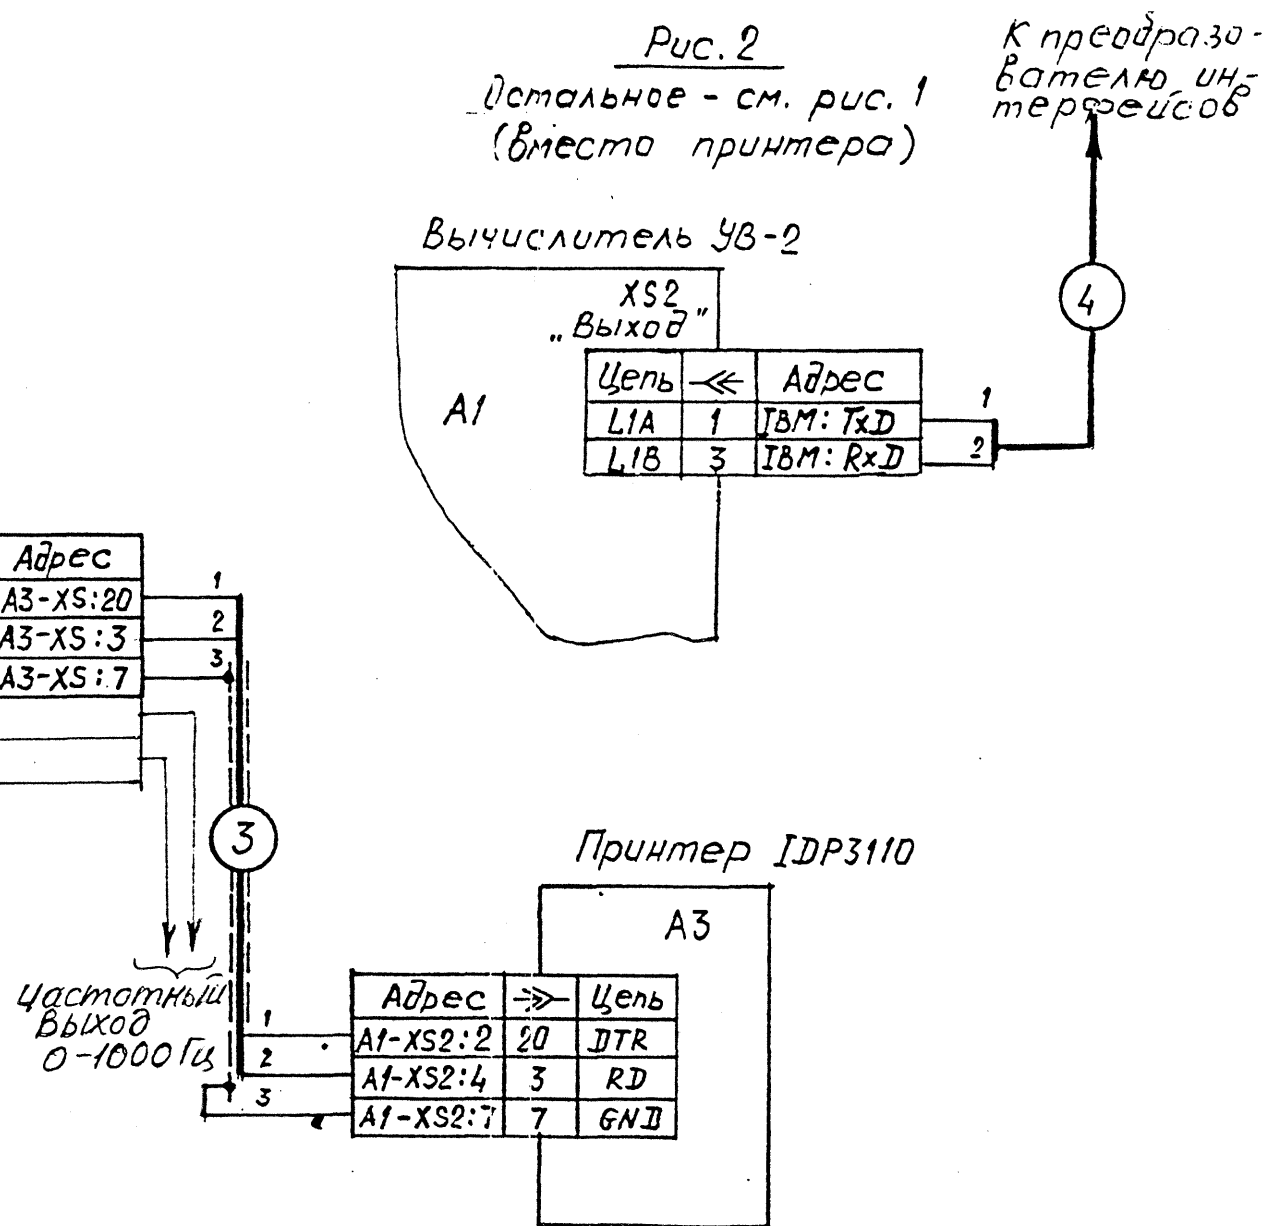 Рис. 2
Остальное - см. рис. 1
(вместо принтера)
К преобразо-
вателю ин-
терфейсов
Вычислитель УВ-2
XS2
„Выход”
A1
Цепь Адрес
L1A 1 IBM: TxD
L1B 3 IBM: RxD
1
2
4
Адрес
A3-XS:20
A3-XS:3
A3-XS:7
1
2
3
3
Частотный
выход
0-1000 Гц
Принтер IDP3110
A3
Адрес Цепь
A1-XS2:2 20 DTR
A1-XS2:4 3 RD
A1-XS2:7 7 GND
1
2
3